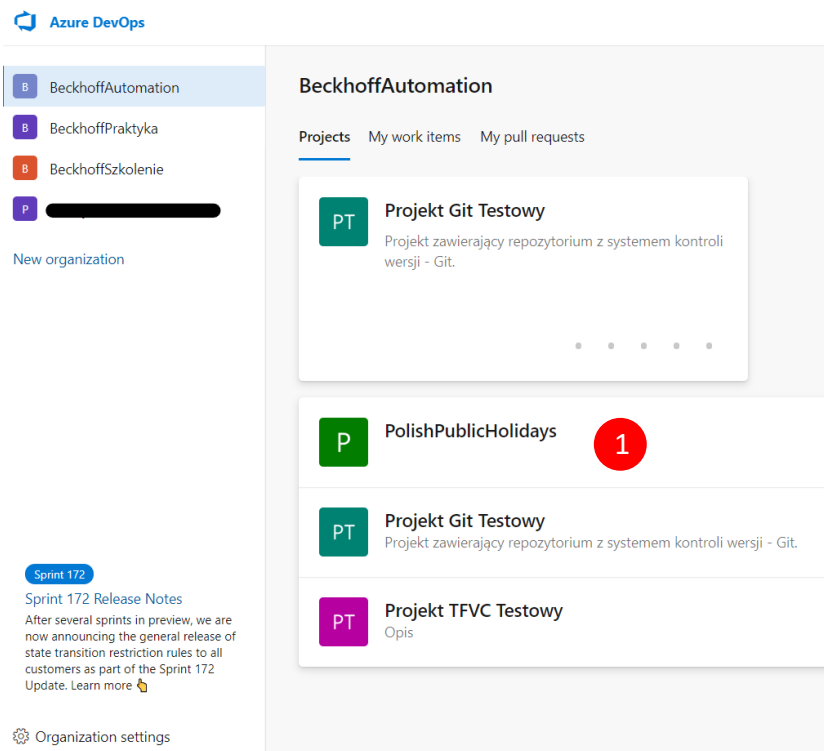 Azure DevOps
B BeckhoffAutomation
B BeckhoffPraktyka
B BeckhoffSzkolenie
P
New organization
Sprint 172
Sprint 172 Release Notes
After several sprints in preview, we are
now announcing the general release of
state transition restriction rules to all
customers as part of the Sprint 172
Update. Learn more 👆
Organization settings
BeckhoffAutomation
Projects My work items My pull requests
PT Projekt Git Testowy
Projekt zawierający repozytorium z systemem kontroli
wersji - Git.
P PolishPublicHolidays 1
PT Projekt Git Testowy
Projekt zawierający repozytorium z systemem kontroli wersji - Git.
PT Projekt TFVC Testowy
Opis